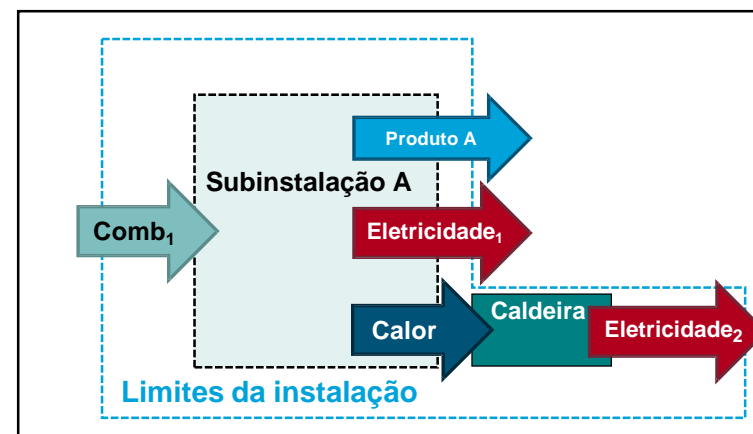 Produto A
Subinstalação A
Comb₁
Eletricidade₁
Caldeira
Calor
Eletricidade₂
Limites da instalação